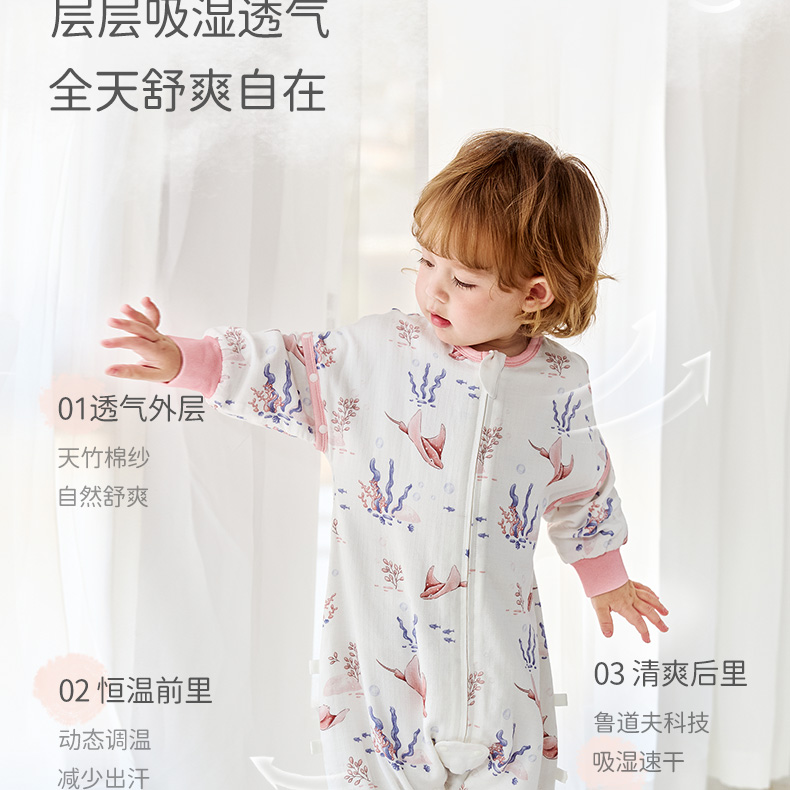 层层吸湿透气
全天舒爽自在
01透气外层
天竹棉纱
自然舒爽
02 恒温前里
动态调温
减少出汗
03 清爽后里
鲁道夫科技
吸湿速干